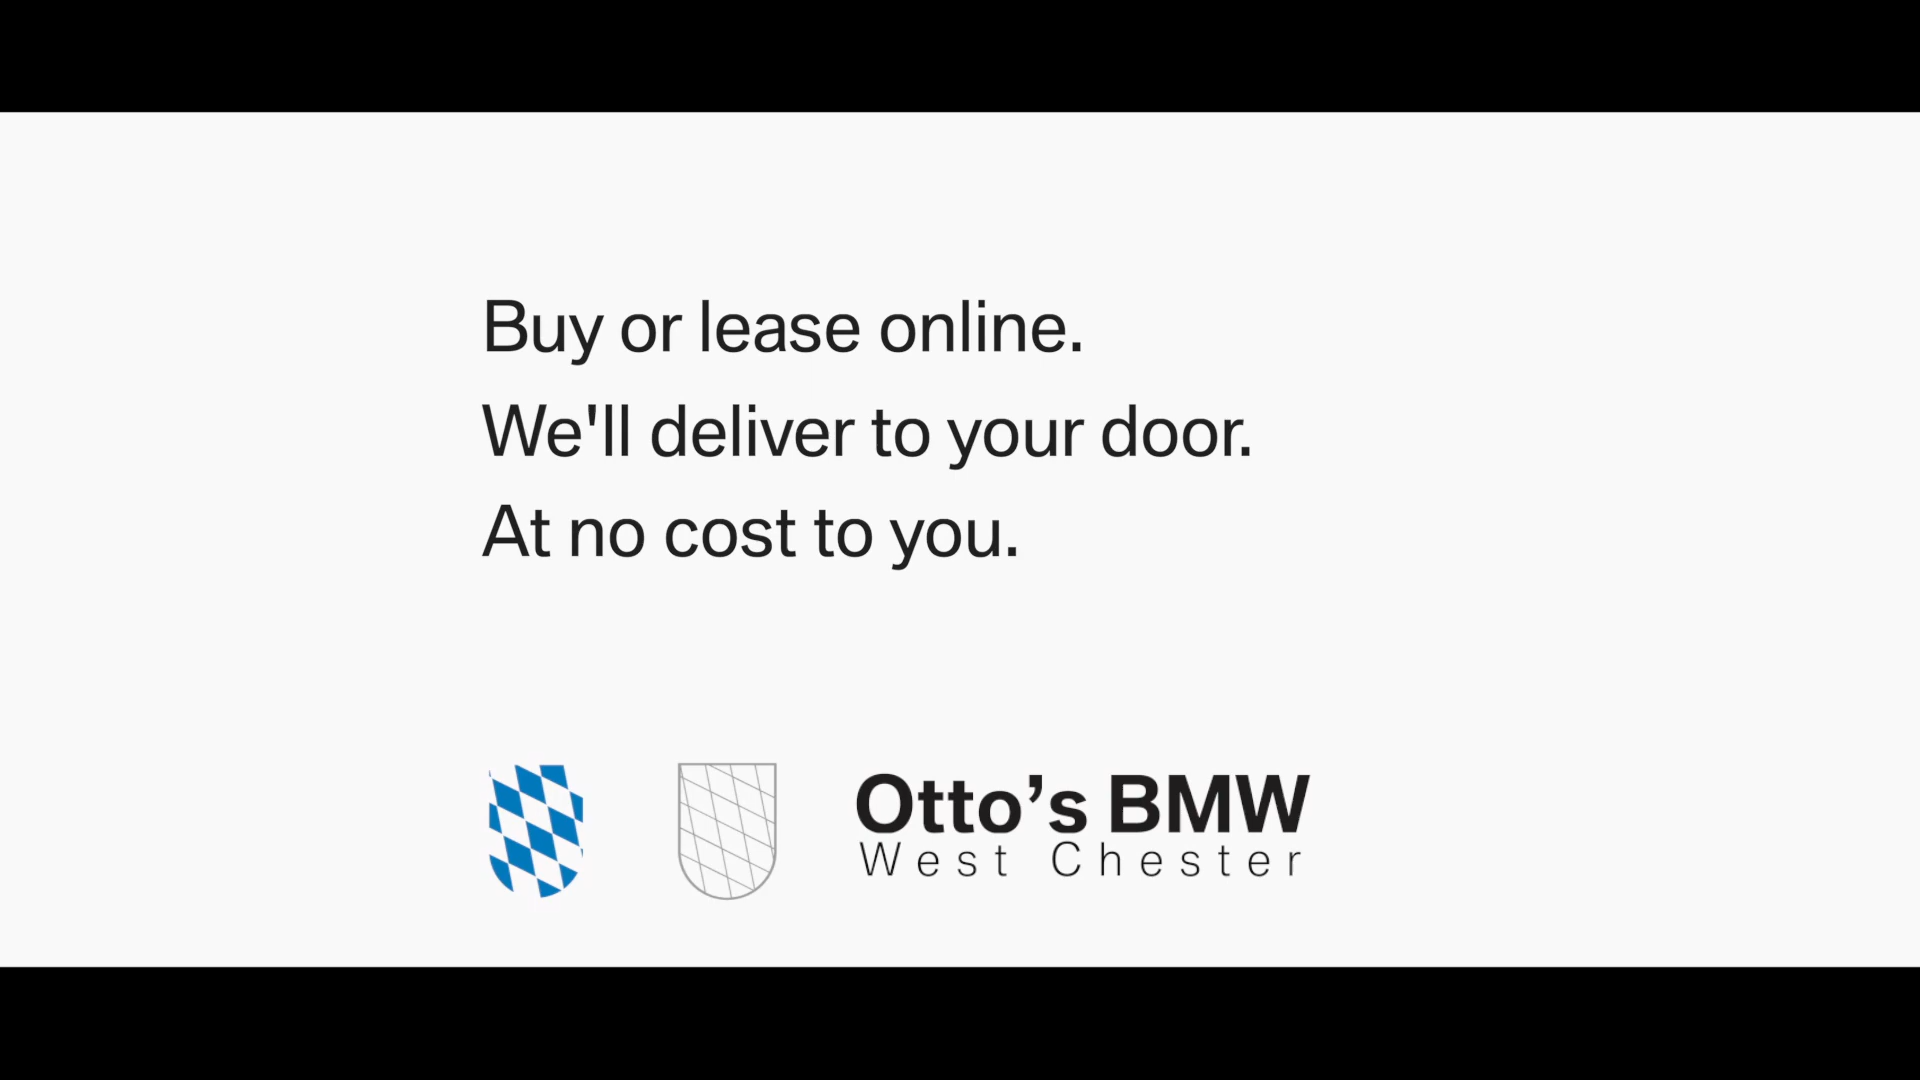 Buy or lease online.
We'll deliver to your door.
At no cost to you.
Otto’s BMW
West Chester